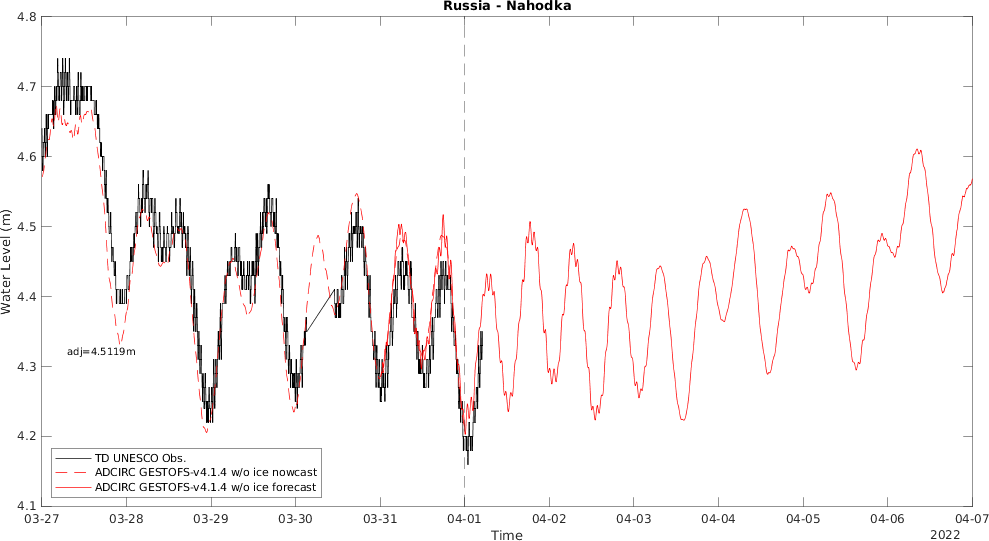 Russia - Nahodka
Water Level (m)
4.8
4.7
4.6
4.5
4.4
4.3
4.2
4.1
adj=4.5119m
TD UNESCO Obs.
ADCIRC GESTOFS-v4.1.4 w/o ice nowcast
ADCIRC GESTOFS-v4.1.4 w/o ice forecast
03-27 03-28 03-29 03-30 03-31 04-01 04-02 04-03 04-04 04-05 04-06 04-07
Time
2022